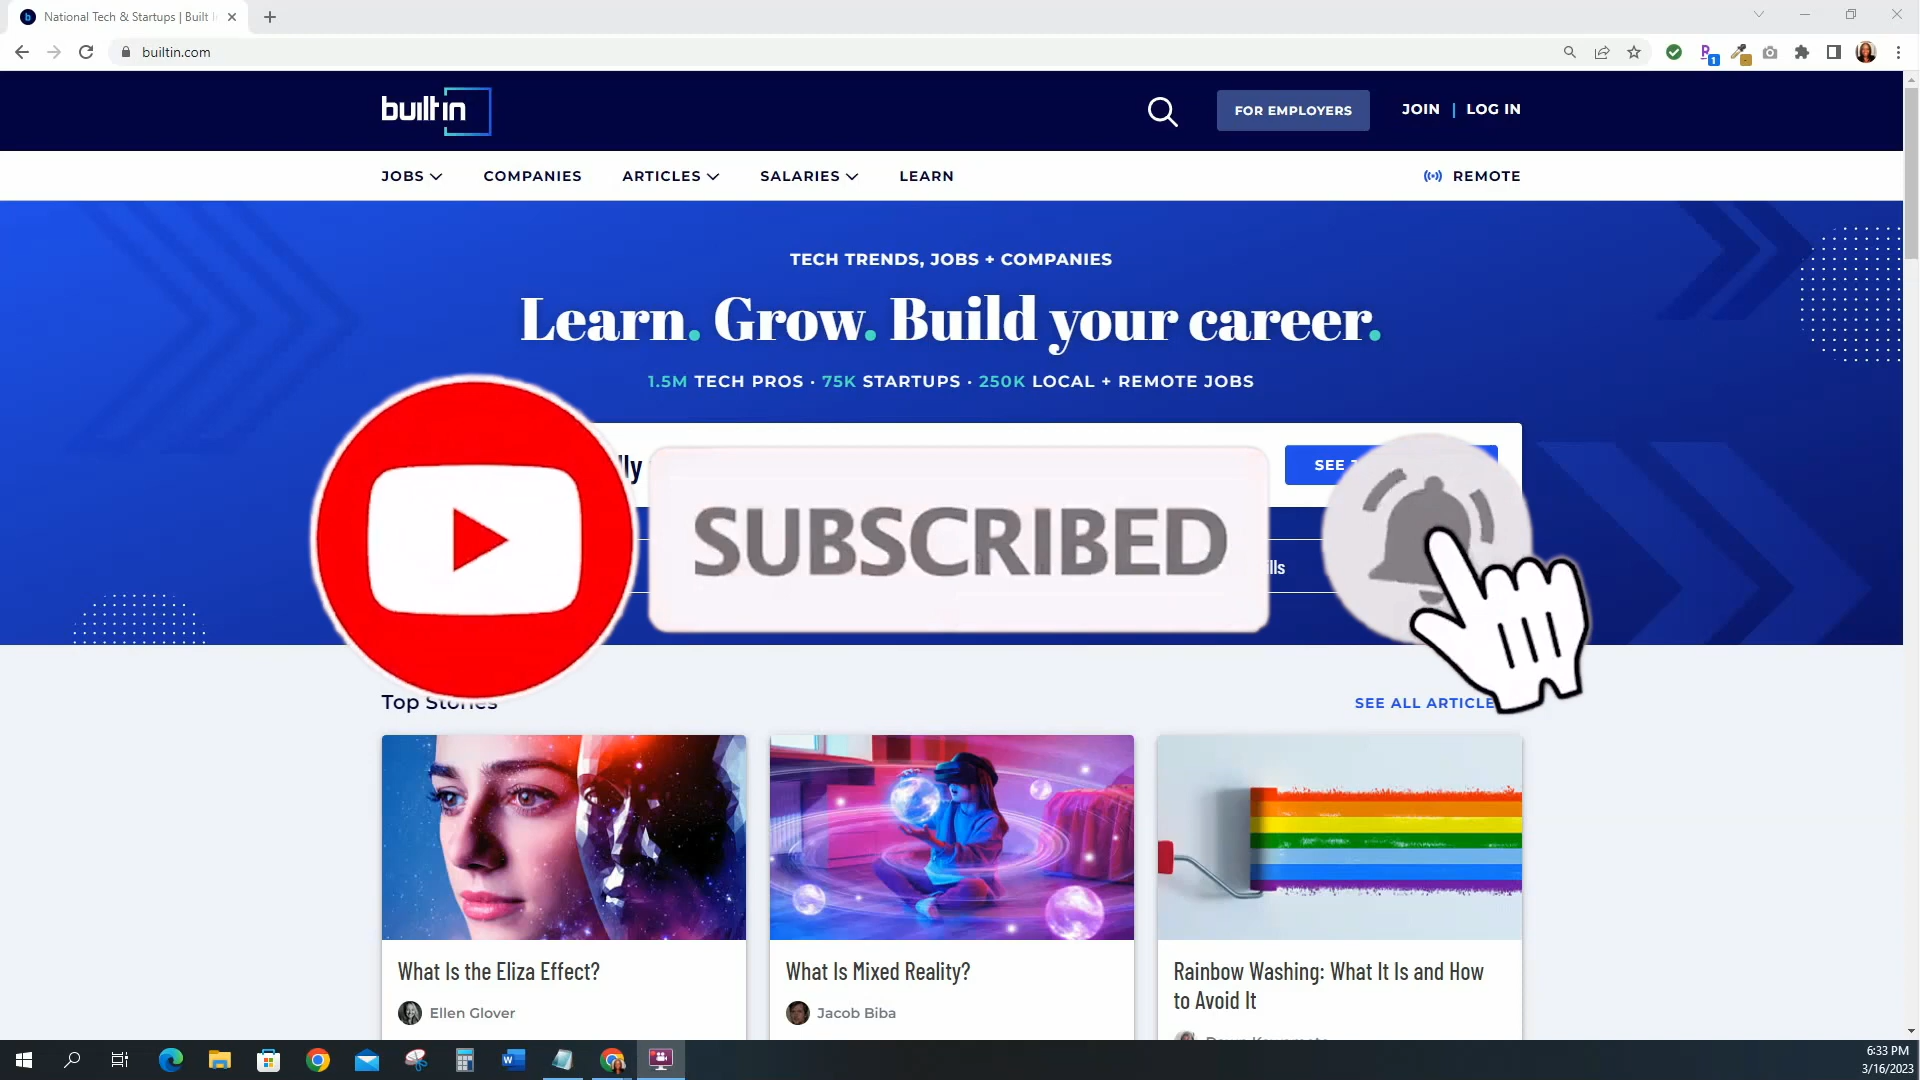 National Tech & Startups | Built
builtin.com
1
builtin
FOR EMPLOYERS
JOIN | LOG IN
JOBS
COMPANIES
ARTICLES
SALARIES
LEARN
REMOTE
TECH TRENDS, JOBS + COMPANIES
Learn. Grow. Build your career.
1.5M TECH PROS · 75K STARTUPS · 250K LOCAL + REMOTE JOBS
SEE
SUBSCRIBED
Top Stories
SEE ALL ARTICLE
What Is the Eliza Effect?
Ellen Glover
What Is Mixed Reality?
Jacob Biba
Rainbow Washing: What It Is and How
to Avoid It
6:33 PM
3/16/2023